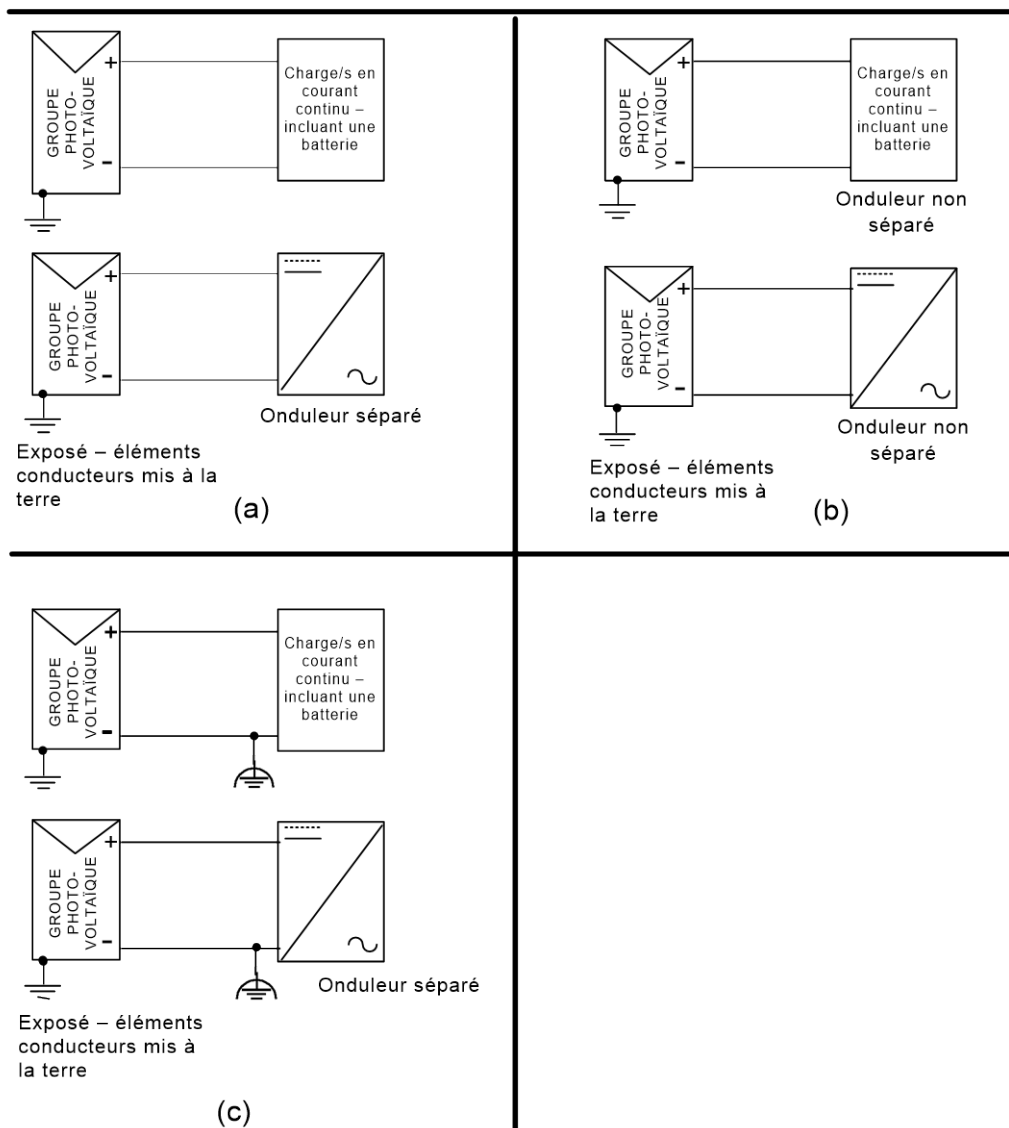 GROUPE
PHOTO-
VOLTAÏQUE
+
-
Charge/s en
courant
continu –
incluant une
batterie
GROUPE
PHOTO-
VOLTAÏQUE
+
-
Onduleur séparé
Exposé – éléments
conducteurs mis à la
terre
(a)
GROUPE
PHOTO-
VOLTAÏQUE
+
-
Charge/s en
courant
continu –
incluant une
batterie
Onduleur non
séparé
GROUPE
PHOTO-
VOLTAÏQUE
+
-
Onduleur non
séparé
Exposé – éléments
conducteurs mis à
la terre
(b)
GROUPE
PHOTO-
VOLTAÏQUE
+
-
Charge/s en
courant
continu –
incluant une
batterie
GROUPE
PHOTO-
VOLTAÏQUE
+
-
Onduleur séparé
Exposé – éléments
conducteurs mis à
la terre
(c)